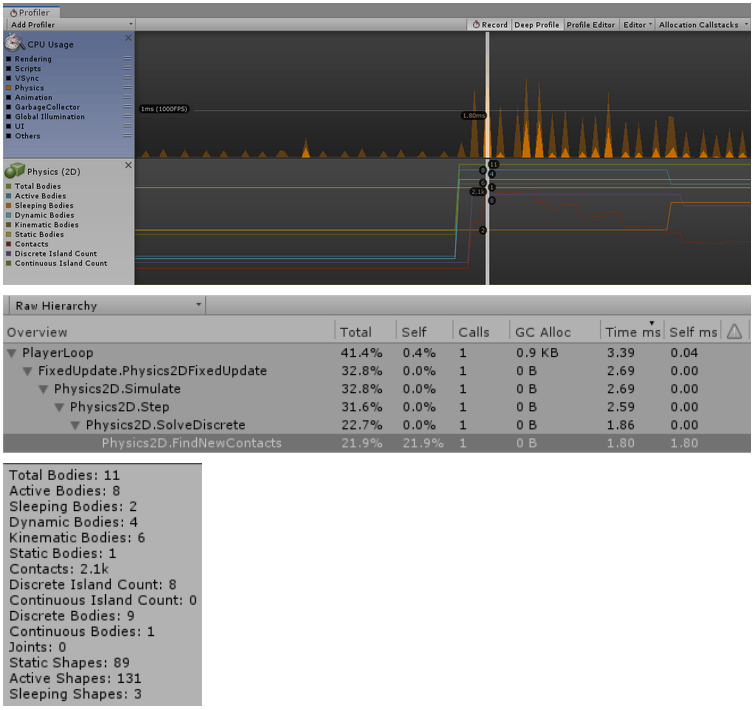 Profiler
Add Profiler Record Deep Profile Profile Editor Editor Allocation Callstacks
CPU Usage
Rendering
Scripts
VSync
Physics
Animation
GarbageCollector
Global Illumination
UI
Others
1ms (1000FPS)
1.80ms
Physics (2D)
Total Bodies
Active Bodies
Sleeping Bodies
Dynamic Bodies
Kinematic Bodies
Static Bodies
Contacts
Discrete Island Count
Continuous Island Count
11
8 4
6 1
2.1k
8
2
Raw Hierarchy
Overview Total Self Calls GC Alloc Time ms Self ms
PlayerLoop 41.4% 0.4% 1 0.9 KB 3.39 0.04
FixedUpdate.Physics2DFixedUpdate 32.8% 0.0% 1 0 B 2.69 0.00
Physics2D.Simulate 32.8% 0.0% 1 0 B 2.69 0.00
Physics2D.Step 31.6% 0.0% 1 0 B 2.59 0.00
Physics2D.SolveDiscrete 22.7% 0.0% 1 0 B 1.86 0.00
Physics2D.FindNewContacts 21.9% 21.9% 1 0 B 1.80 1.80
Total Bodies: 11
Active Bodies: 8
Sleeping Bodies: 2
Dynamic Bodies: 4
Kinematic Bodies: 6
Static Bodies: 1
Contacts: 2.1k
Discrete Island Count: 8
Continuous Island Count: 0
Discrete Bodies: 9
Continuous Bodies: 1
Joints: 0
Static Shapes: 89
Active Shapes: 131
Sleeping Shapes: 3